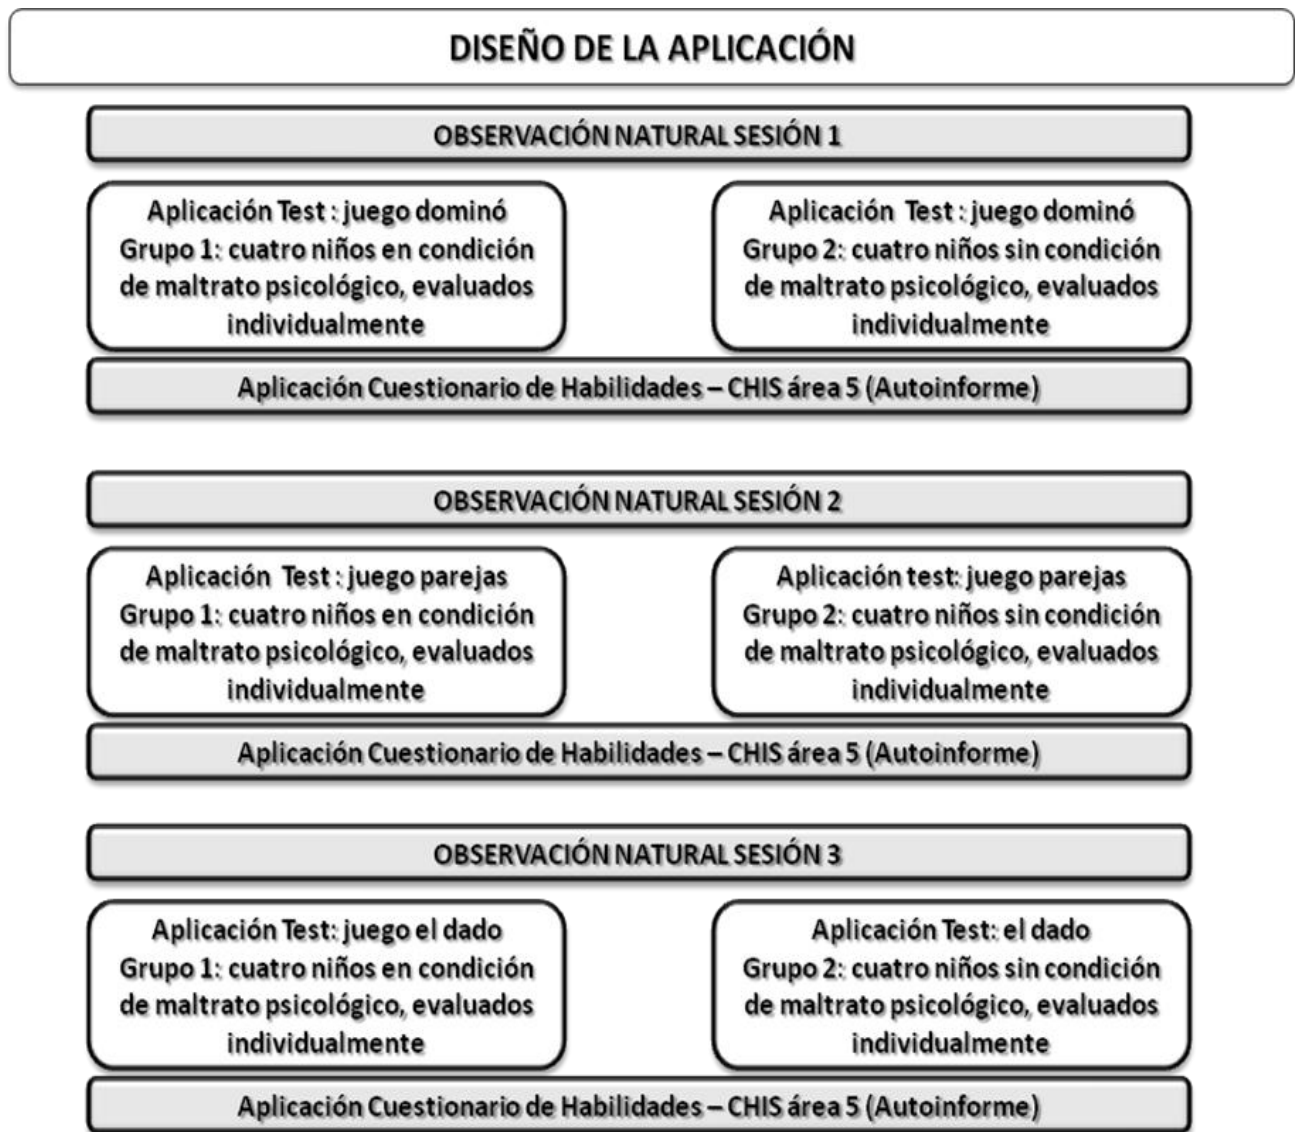 DISEÑO DE LA APLICACIÓN
OBSERVACIÓN NATURAL SESIÓN 1
Aplicación Test : juego dominó
Grupo 1: cuatro niños en condición
de maltrato psicológico, evaluados
individualmente
Aplicación Test : juego dominó
Grupo 2: cuatro niños sin condición
de maltrato psicológico, evaluados
individualmente
Aplicación Cuestionario de Habilidades – CHIS área 5 (Autoinforme)
OBSERVACIÓN NATURAL SESIÓN 2
Aplicación Test : juego parejas
Grupo 1: cuatro niños en condición
de maltrato psicológico, evaluados
individualmente
Aplicación test: juego parejas
Grupo 2: cuatro niños sin condición
de maltrato psicológico, evaluados
individualmente
Aplicación Cuestionario de Habilidades – CHIS área 5 (Autoinforme)
OBSERVACIÓN NATURAL SESIÓN 3
Aplicación Test: juego el dado
Grupo 1: cuatro niños en condición
de maltrato psicológico, evaluados
individualmente
Aplicación Test: el dado
Grupo 2: cuatro niños sin condición
de maltrato psicológico, evaluados
individualmente
Aplicación Cuestionario de Habilidades – CHIS área 5 (Autoinforme)